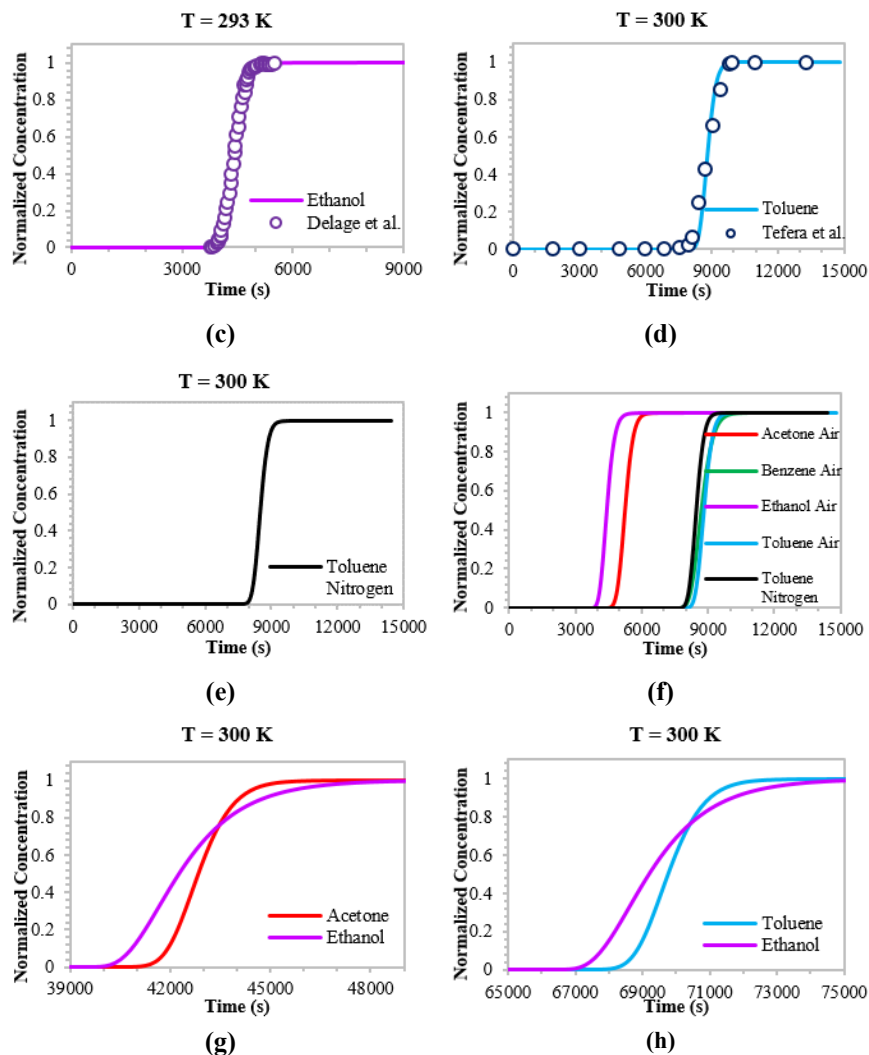 T = 293 K
Normalized Concentration
1
0.8
0.6
0.4
0.2
0
Ethanol
Delage et al.
0 3000 6000 9000
Time (s)
(c)
T = 300 K
Normalized Concentration
1
0.8
0.6
0.4
0.2
0
Toluene
Tefera et al.
0 3000 6000 9000 12000 15000
Time (s)
(d)
T = 300 K
Normalized Concentration
1
0.8
0.6
0.4
0.2
0
Toluene
Nitrogen
0 3000 6000 9000 12000 15000
Time (s)
(e)
Normalized Concentration
1
0.8
0.6
0.4
0.2
0
Acetone Air
Benzene Air
Ethanol Air
Toluene Air
Toluene
Nitrogen
0 3000 6000 9000 12000 15000
Time (s)
(f)
T = 300 K
Normalized Concentration
1
0.8
0.6
0.4
0.2
0
Acetone
Ethanol
39000 42000 45000 48000
Time (s)
(g)
T = 300 K
Normalized Concentration
1
0.8
0.6
0.4
0.2
0
Toluene
Ethanol
65000 67000 69000 71000 73000 75000
Time (s)
(h)